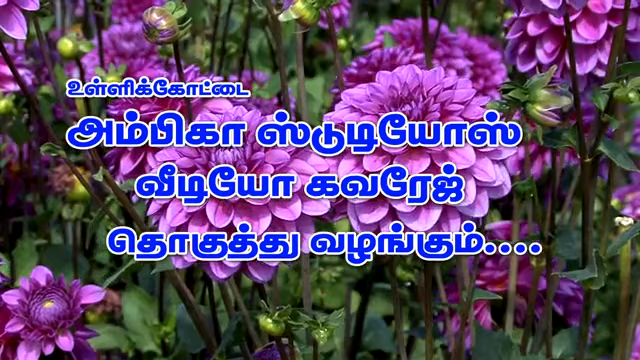 உள்ளிக்கோட்டை
அம்பிகா ஸ்டுடியோஸ்
வீடியோ கவரேஜ்
தொகுத்து வழங்கும்....